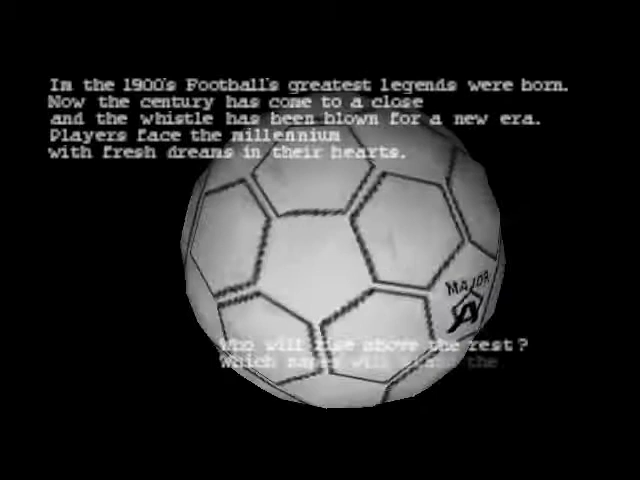 In the 1900's Football's greatest legends were born.
Now the century has come to a close
and the whistle has been blown for a new era.
Players face the millennium
with fresh dreams in their hearts.
MAJOR
A
Who will rise above the rest?
Which will the